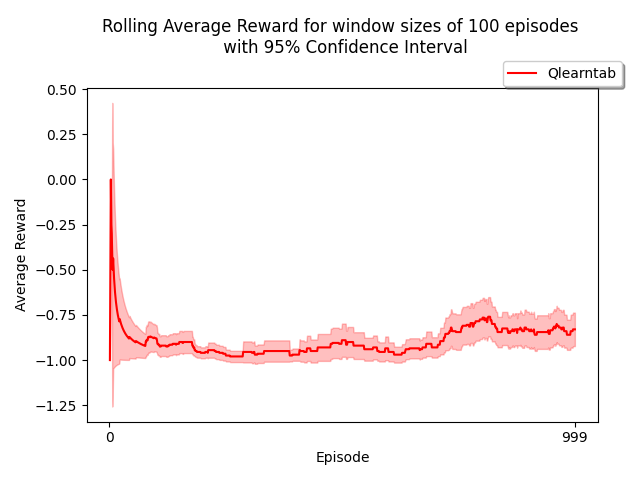 Rolling Average Reward for window sizes of 100 episodes
with 95% Confidence Interval
Qlearntab
0.50
0.25
0.00
−0.25
−0.50
−0.75
−1.00
−1.25
Average Reward
0
999
Episode